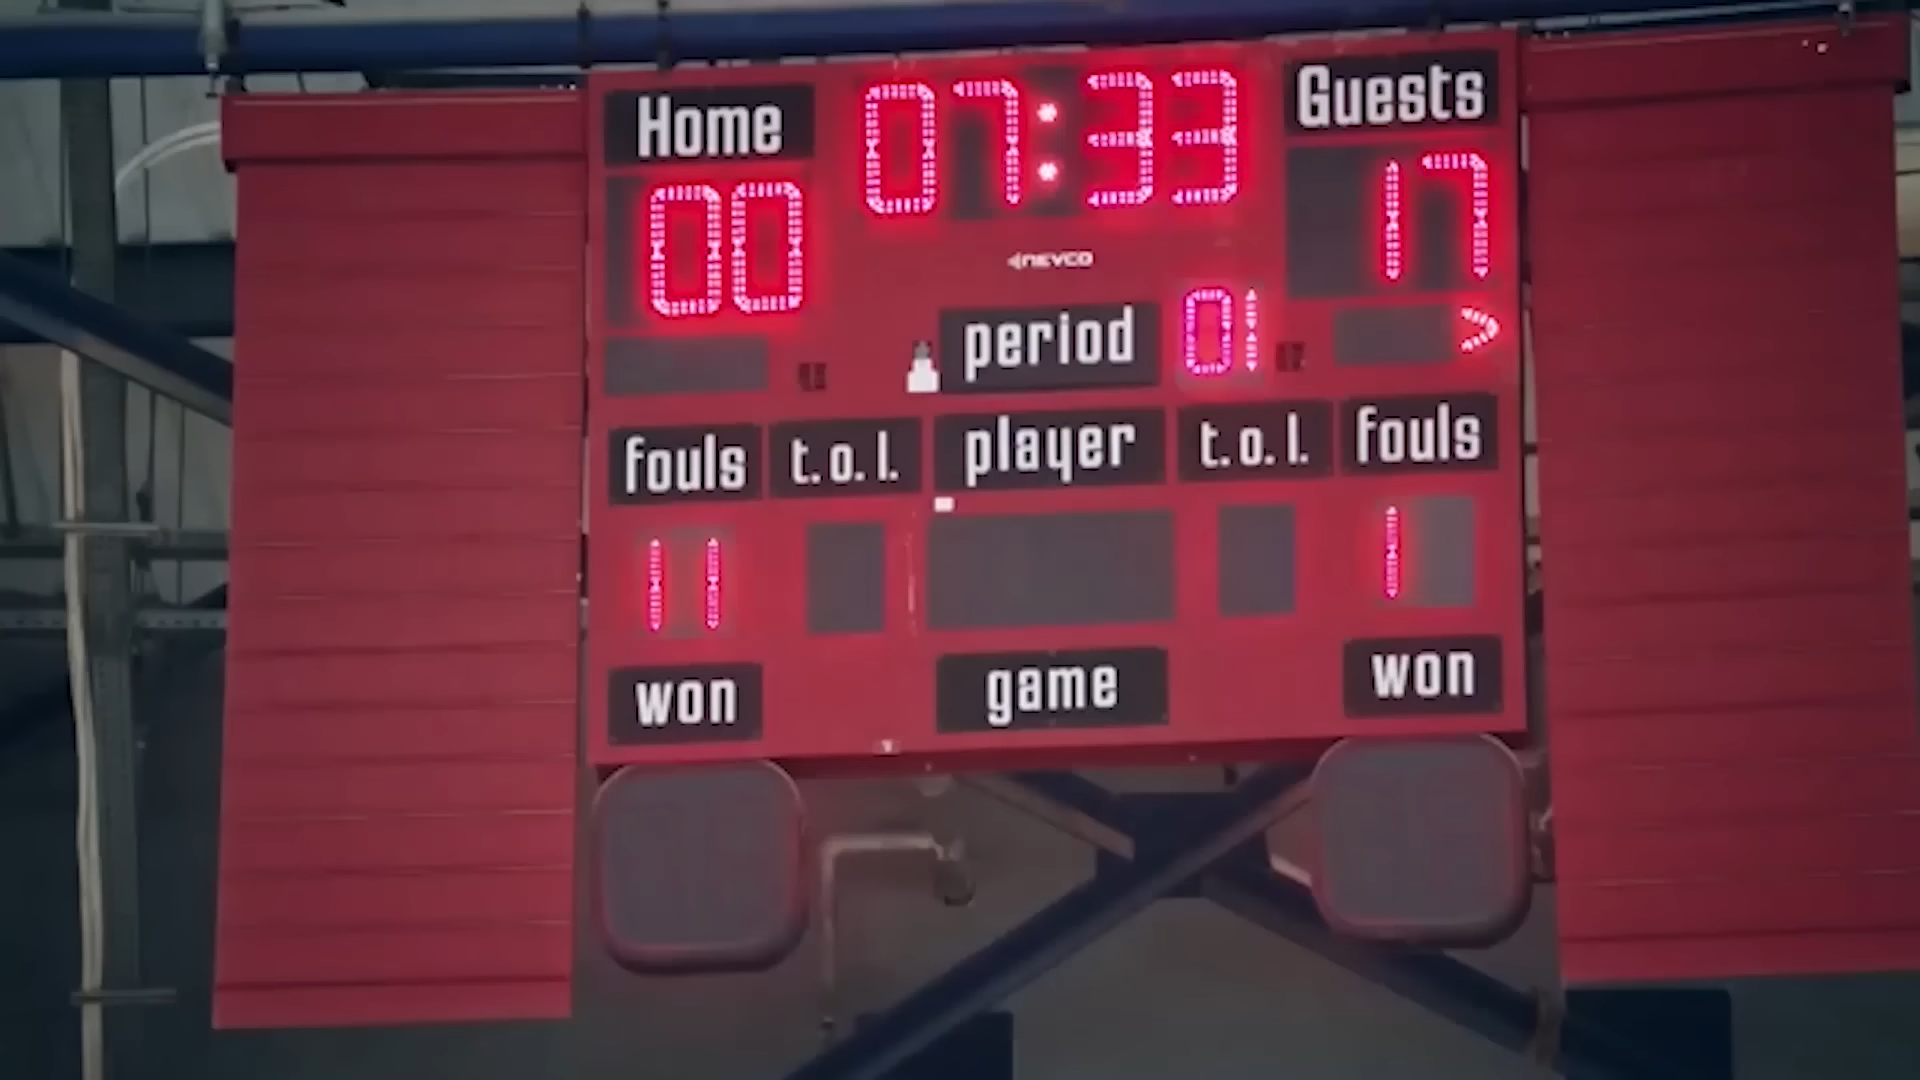 Home 07:33 Guests
00 17
NEVCO
period 01 >
fouls t.o.l. player t.o.l. fouls
11 1
won game won